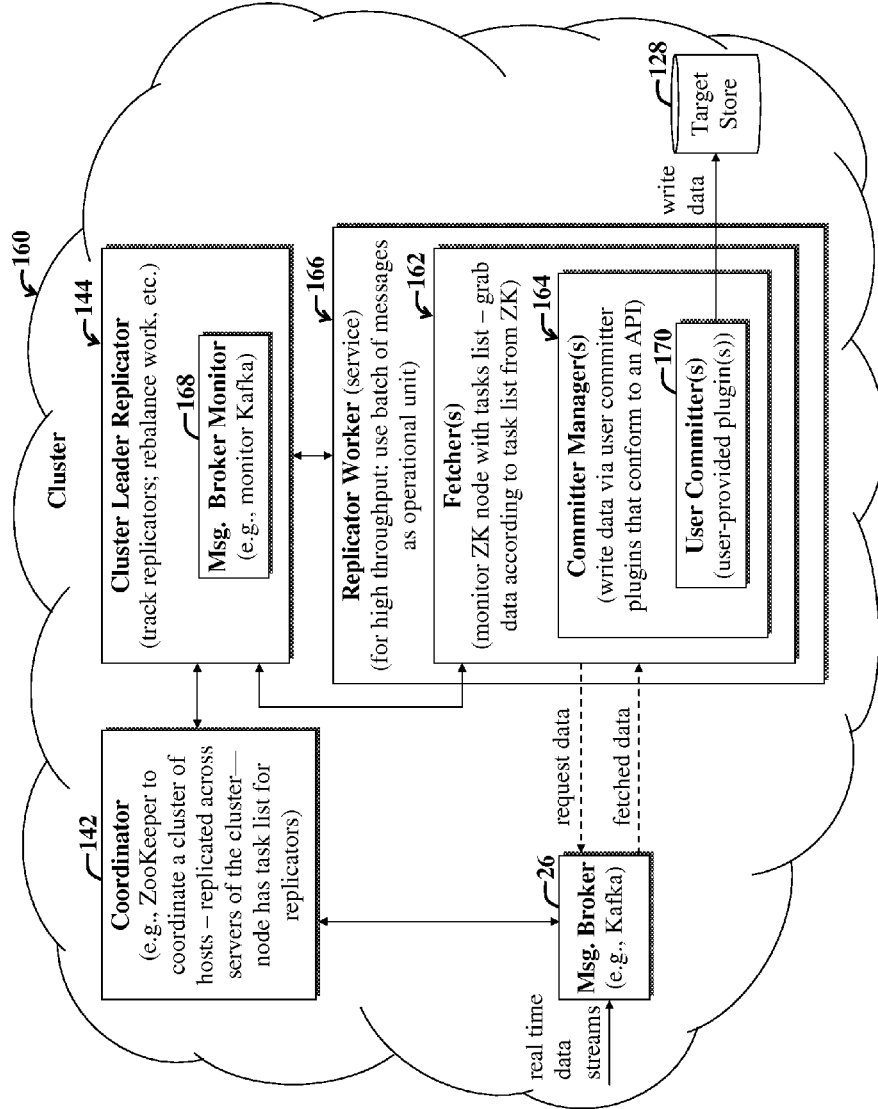 Cluster
160
142
Coordinator
(e.g., ZooKeeper to
coordinate a cluster of
hosts – replicated across
servers of the cluster—
node has task list for
replicators)
144
Cluster Leader Replicator
(track replicators; rebalance work, etc.)
168
Msg. Broker Monitor
(e.g., monitor Kafka)
166
Replicator Worker (service)
(for high throughput: use batch of messages
as operational unit)
162
Fetcher(s)
(monitor ZK node with tasks list – grab
data according to task list from ZK)
164
Committer Manager(s)
(write data via user committer
plugins that conform to an API)
170
User Committer(s)
(user-provided plugin(s))
real time
data
streams
26
Msg. Broker
(e.g., Kafka)
request data
fetched data
write
data
128
Target
Store